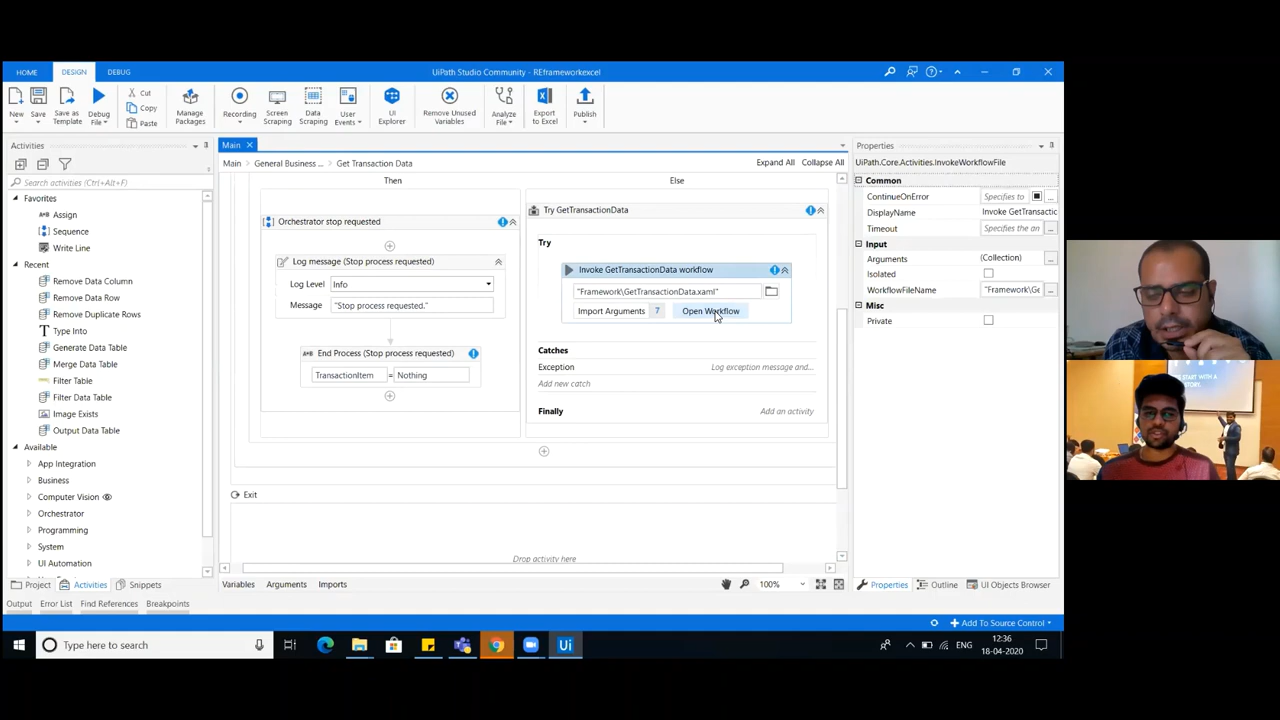 HOME
DESIGN
DEBUG
UiPath Studio Community - REframeworkexcel
New
Save
Save as
Template
Debug
File
Cut
Copy
Paste
Manage
Packages
Recording
Screen
Scraping
Data
Scraping
User
Events
UI
Explorer
Remove Unused
Variables
Analyze
File
Export
to Excel
Publish
Activities
Search activities (Ctrl+Alt+F)
Favorites
Assign
Sequence
Write Line
Recent
Remove Data Column
Remove Data Row
Remove Duplicate Rows
Type Into
Generate Data Table
Merge Data Table
Filter Table
Filter Data Table
Image Exists
Output Data Table
Available
App Integration
Business
Computer Vision
Orchestrator
Programming
System
UI Automation
Project
Activities
Snippets
Main
Main > General Business ... > Get Transaction Data
Expand All
Collapse All
Then
Else
Orchestrator stop requested
Log message (Stop process requested)
Log Level
Info
Message
"Stop process requested."
End Process (Stop process requested)
TransactionItem = Nothing
Try GetTransactionData
Try
Invoke GetTransactionData workflow
"Framework\GetTransactionData.xaml"
Import Arguments 7
Open Workflow
Catches
Exception
Log exception message and...
Add new catch
Finally
Add an activity
Exit
Drop activity here
Variables
Arguments
Imports
100%
Properties
UiPath.Core.Activities.InvokeWorkflowFile
Common
ContinueOnError
Specifies to
DisplayName
Invoke GetTransactic
Timeout
Specifies the an
Input
Arguments
(Collection)
Isolated
WorkflowFileName
"Framework\Ge
Misc
Private
Properties
Outline
UI Objects Browser
Output
Error List
Find References
Breakpoints
Add To Source Control
Type here to search
Ui
ENG
12:36
18-04-2020
START WITH A
STORY.